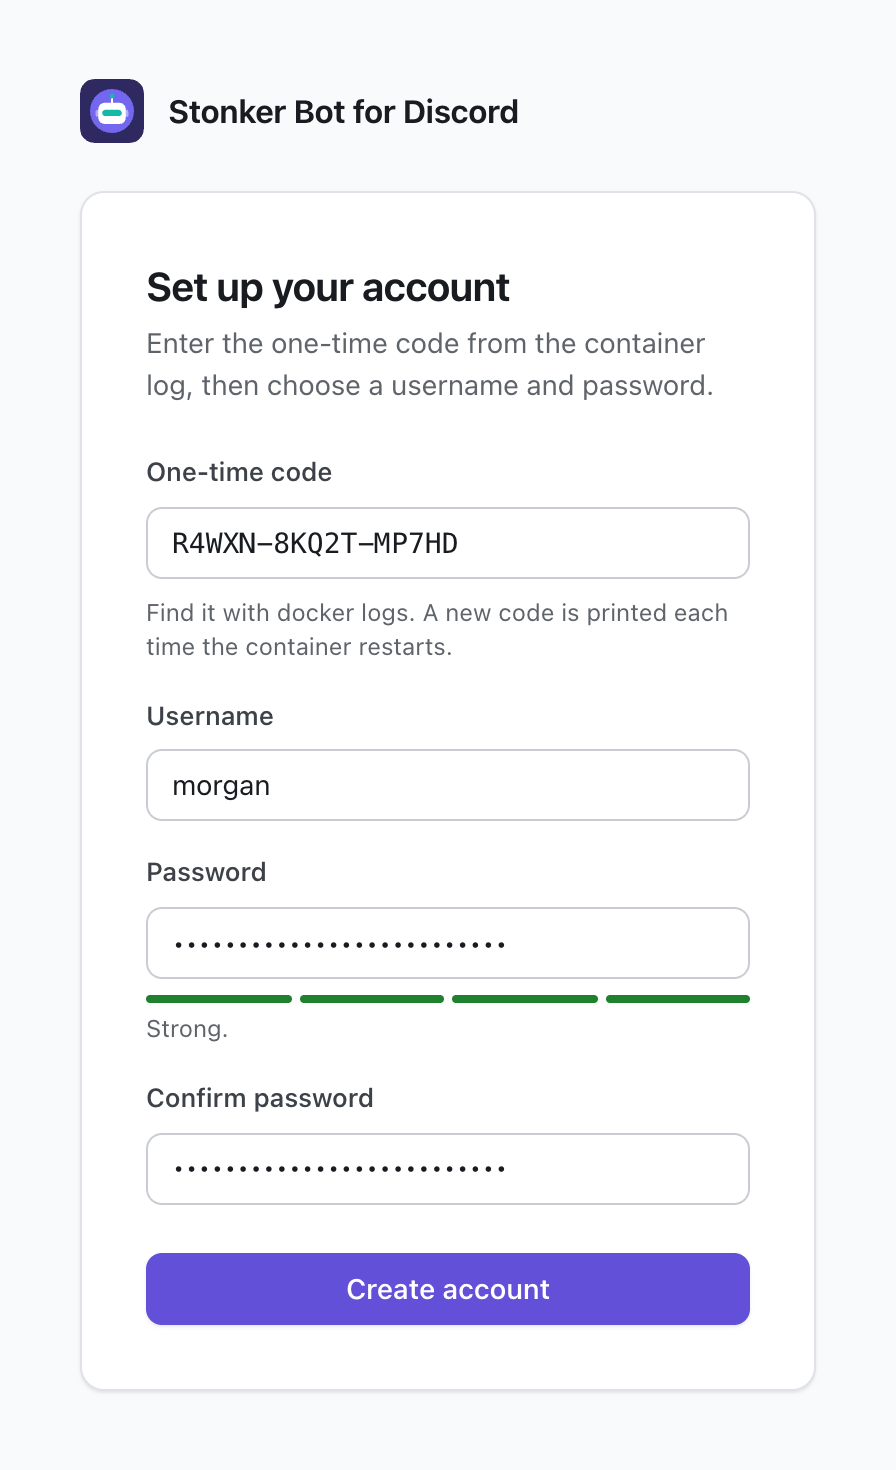 Stonker Bot for Discord
Set up your account
Enter the one-time code from the container
log, then choose a username and password.
One-time code
R4WXN-8KQ2T-MP7HD
Find it with docker logs. A new code is printed each
time the container restarts.
Username
morgan
Password
••••••••••••••••••••••••••
Strong.
Confirm password
••••••••••••••••••••••••••
Create account